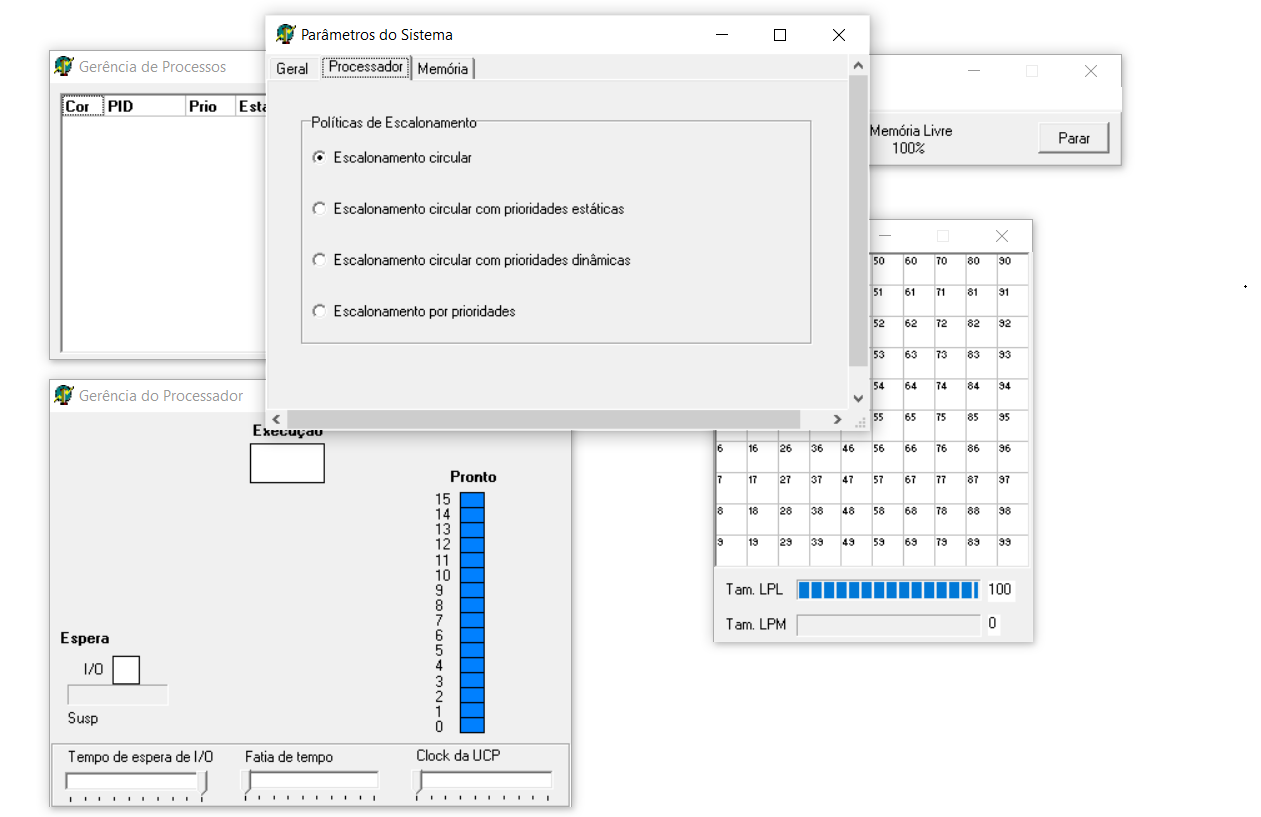 Parâmetros do Sistema
Geral Processador Memória
Políticas de Escalonamento
Escalonamento circular
Escalonamento circular com prioridades estáticas
Escalonamento circular com prioridades dinâmicas
Escalonamento por prioridades
Gerência de Processos
Cor PID Prio Esta
Memória Livre
100%
Parar
50 60 70 80 90
51 61 71 81 91
52 62 72 82 92
53 63 73 83 93
54 64 74 84 94
55 65 75 85 95
6 16 26 36 46 56 66 76 86 96
7 17 27 37 47 57 67 77 87 97
8 18 28 38 48 58 68 78 88 98
9 19 29 39 49 59 69 79 89 99
Tam. LPL 100
Tam. LPM 0
Gerência do Processador
Execução
Pronto
15
14
13
12
11
10
9
8
7
6
5
4
3
2
1
0
Espera
I/O
Susp
Tempo de espera de I/O Fatia de tempo Clock da UCP